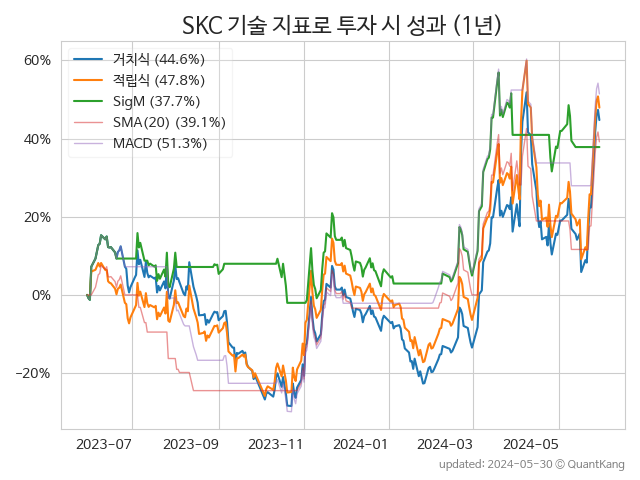 SKC 기술 지표로 투자 시 성과 (1년)
60%
40%
20%
0%
−20%
거치식 (44.6%)
적립식 (47.8%)
SigM (37.7%)
SMA(20) (39.1%)
MACD (51.3%)
2023-07
2023-09
2023-11
2024-01
2024-03
2024-05
updated: 2024-05-30 © QuantKang